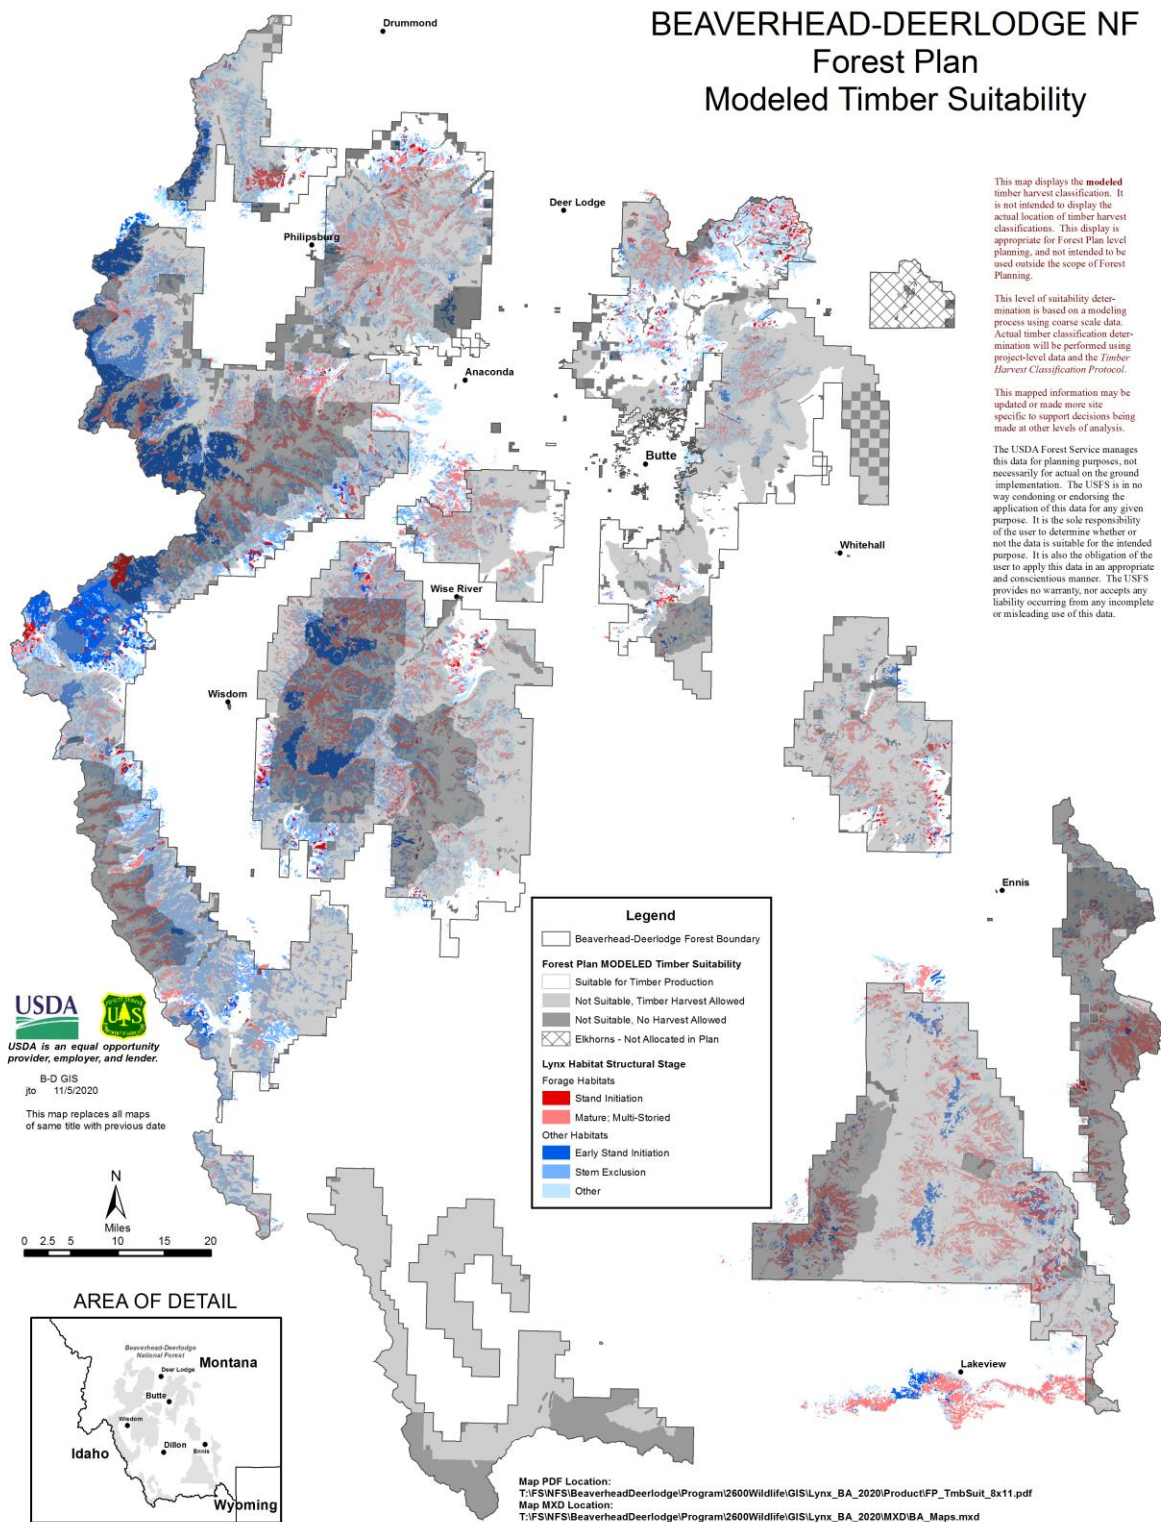 BEAVERHEAD-DEERLODGE NF
Forest Plan
Modeled Timber Suitability
This map displays the modeled
timber harvest classification. It
is not intended to display the
actual location of timber harvest
classifications. This display is
appropriate for Forest Plan level
planning, and not intended to be
used outside the scope of Forest
Planning.
This level of suitability deter-
mination is based on a modeling
process using coarse scale data.
Actual timber classification deter-
mination will be performed using
project-level data and the Timber
Harvest Classification Protocol.
This mapped information may be
updated or made more site
specific to support decisions being
made at other levels of analysis.
The USDA Forest Service manages
this data for planning purposes, not
necessarily for actual on the ground
implementation. The USFS is in no
way condoning or endorsing the
application of this data for any given
purpose. It is the sole responsibility
of the user to determine whether or
not the data is suitable for the intended
purpose. It is also the obligation of the
user to apply this data in an appropriate
and conscientious manner. The USFS
provides no warranty, nor accepts any
liability occurring from any incomplete
or misleading use of this data.
Drummond
Deer Lodge
Philipsburg
Anaconda
Butte
Whitehall
Wise River
Wisdom
Ennis
Lakeview
Legend
Beaverhead-Deerlodge Forest Boundary
Forest Plan MODELED Timber Suitability
Suitable for Timber Production
Not Suitable, Timber Harvest Allowed
Not Suitable, No Harvest Allowed
Elkhorns - Not Allocated in Plan
Lynx Habitat Structural Stage
Forage Habitats
Stand Initiation
Mature; Multi-Storied
Other Habitats
Early Stand Initiation
Stem Exclusion
Other
USDA
UAS
USDA is an equal opportunity
provider, employer, and lender.
B-D GIS
jto 11/5/2020
This map replaces all maps
of same title with previous date
N
Miles
0 2.5 5 10 15 20
AREA OF DETAIL
Beaverhead-Deerlodge
National Forest
Montana
Deer Lodge
Butte
Wisdom
Dillon
Ennis
Idaho
Wyoming
Map PDF Location:
T:\FS\NFS\BeaverheadDeerlodge\Program\2600Wildlife\GIS\Lynx_BA_2020\Product\FP_TmbSuit_8x11.pdf
Map MXD Location:
T:\FS\NFS\BeaverheadDeerlodge\Program\2600Wildlife\GIS\Lynx_BA_2020\MXD\BA_Maps.mxd